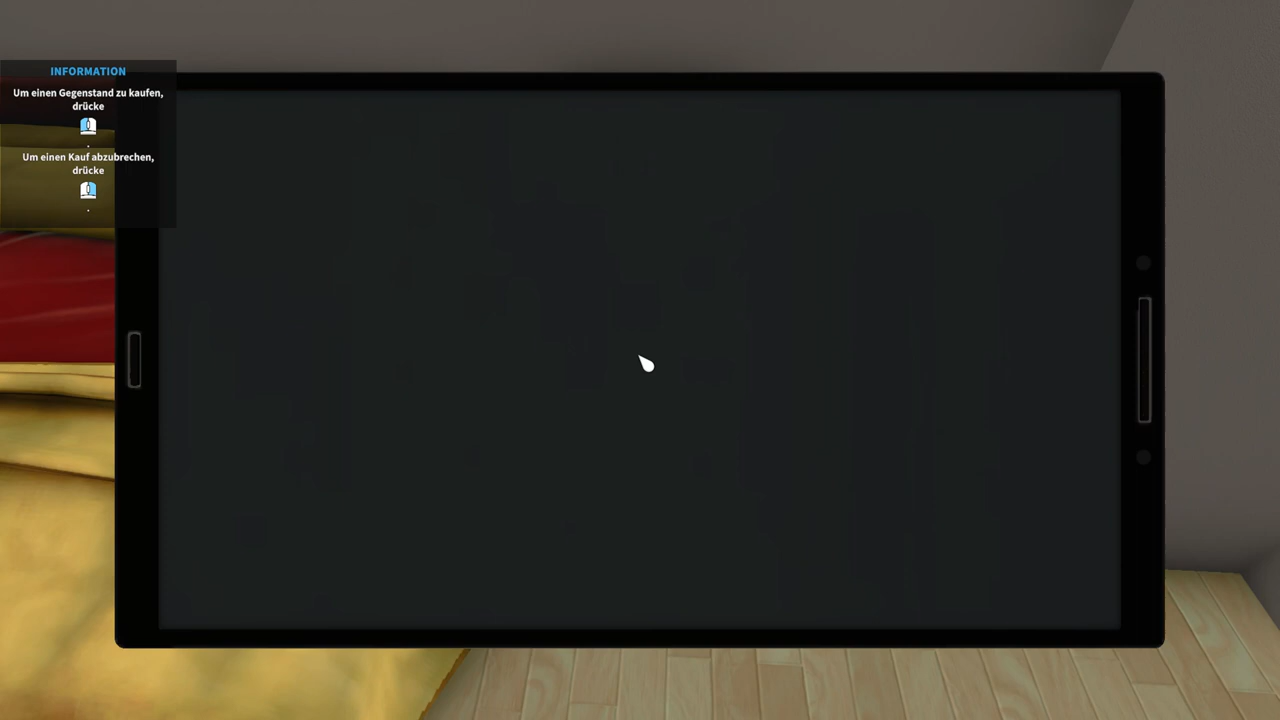 INFORMATION
Um einen Gegenstand zu kaufen,
drücke
.
Um einen Kauf abzubrechen,
drücke
.